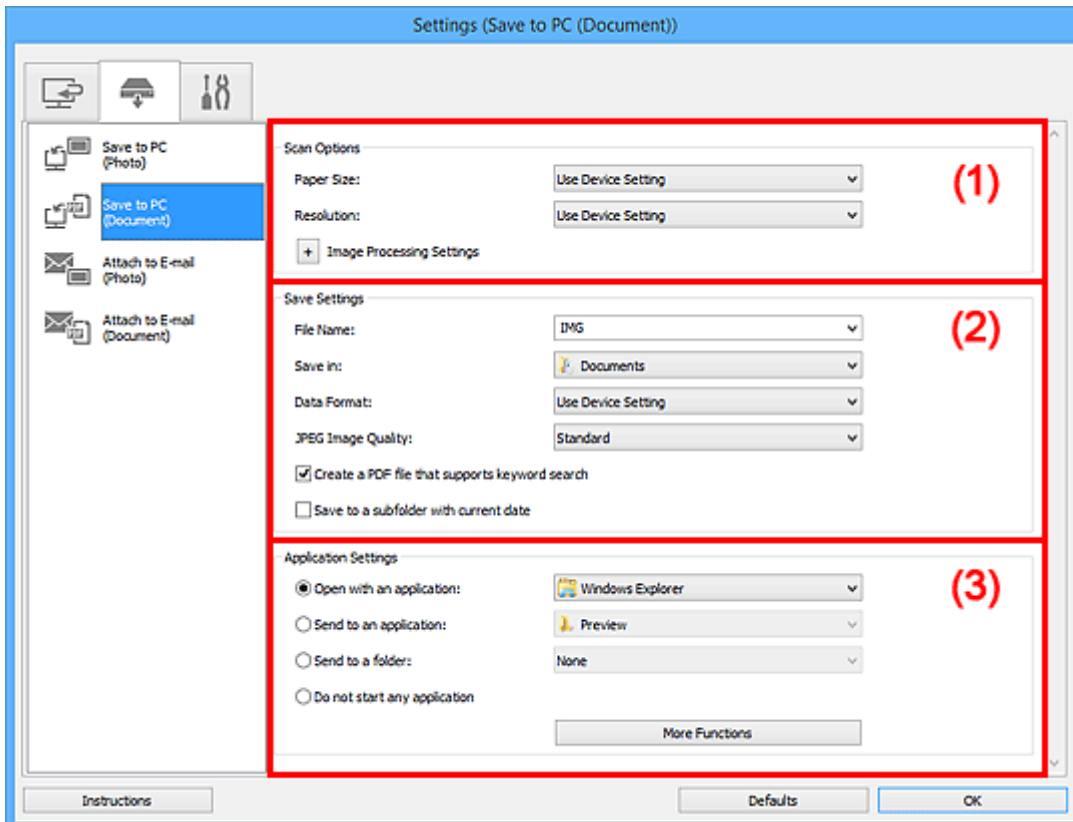 Settings (Save to PC (Document))
Save to PC
(Photo)
Save to PC
(Document)
Attach to E-mail
(Photo)
Attach to E-mail
(Document)
Scan Options
(1)
Paper Size: Use Device Setting
Resolution: Use Device Setting
+ Image Processing Settings
Save Settings
(2)
File Name: IMG
Save in: Documents
Data Format: Use Device Setting
JPEG Image Quality: Standard
Create a PDF file that supports keyword search
Save to a subfolder with current date
Application Settings
(3)
Open with an application: Windows Explorer
Send to an application: Preview
Send to a folder: None
Do not start any application
More Functions
Instructions Defaults OK